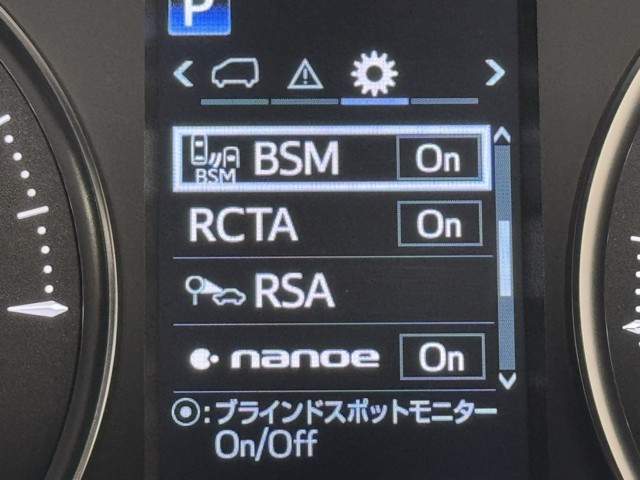 P
BSM BSM On
RCTA On
RSA
nanoe On
⦿:ブラインドスポットモニター
On/Off